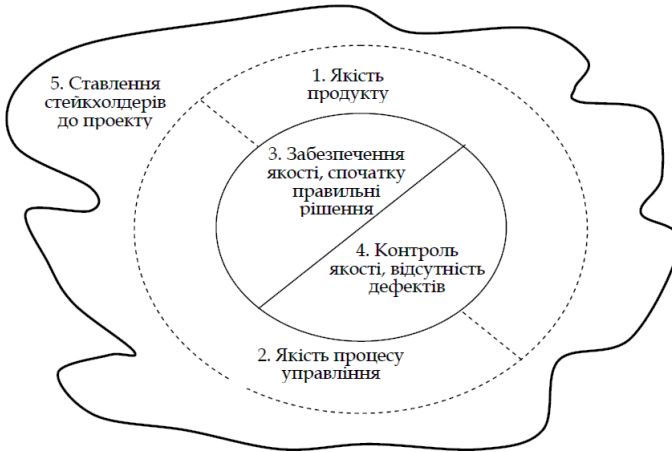 5. Ставлення
стейкхолдерів
до проекту
1. Якість
продукту
3. Забезпечення
якості, спочатку
правильні
рішення
4. Контроль
якості, відсутність
дефектів
2. Якість процесу
управління